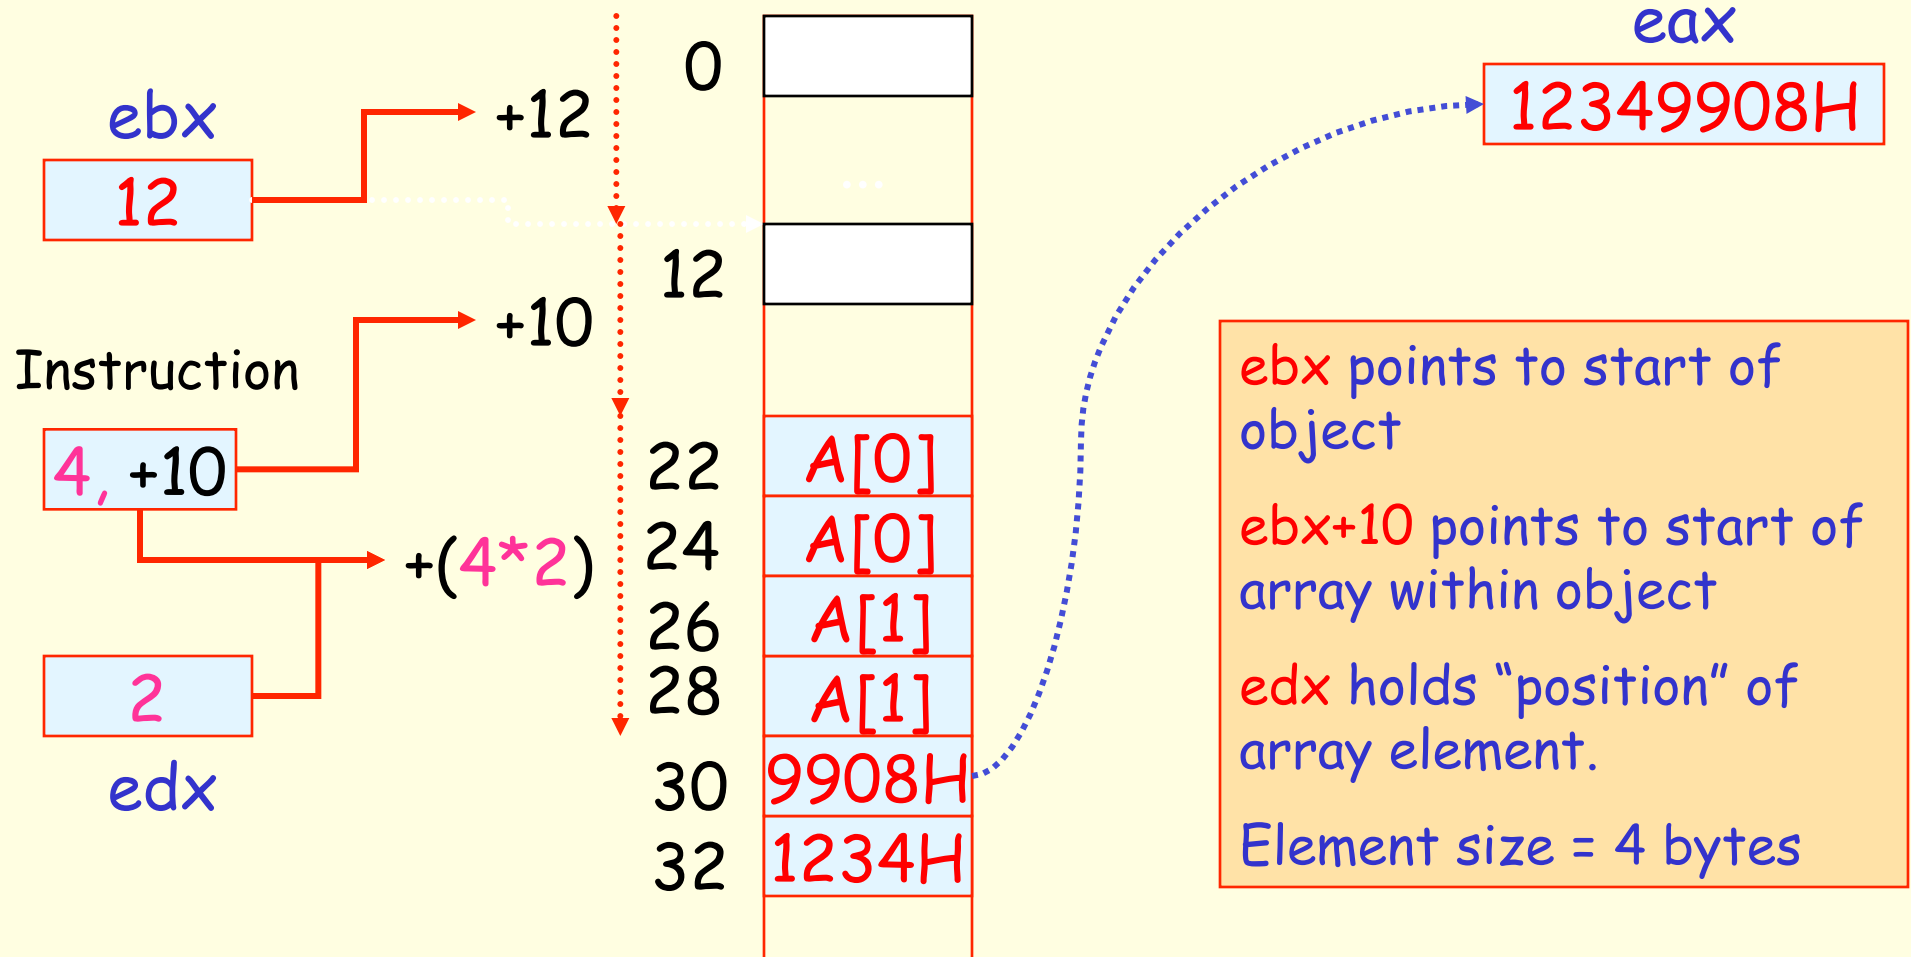 ebx
12
+12
+10
Instruction
4, +10
+(4*2)
2
edx
0
...
12
22 A[0]
24 A[0]
26 A[1]
28 A[1]
30 9908H
32 1234H
eax
12349908H
ebx points to start of
object
ebx+10 points to start of
array within object
edx holds “position” of
array element.
Element size = 4 bytes